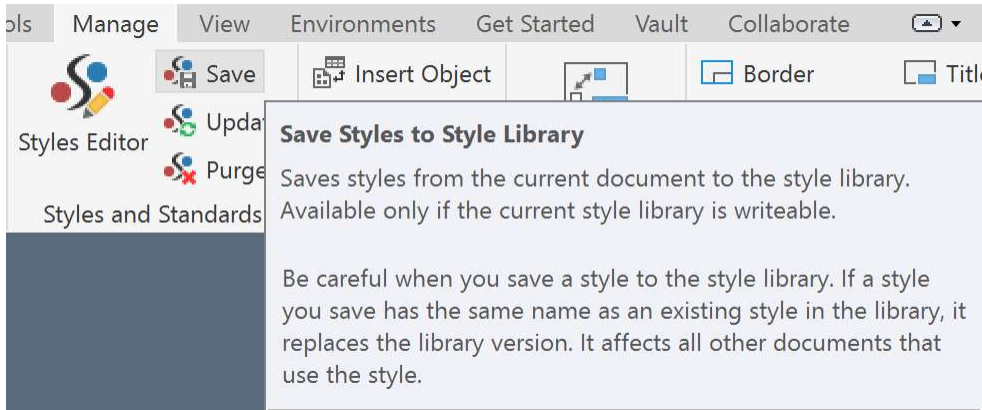 Manage View Environments Get Started Vault Collaborate
Save Insert Object Border
Styles Editor
Save Styles to Style Library
Saves styles from the current document to the style library.
Available only if the current style library is writeable.
Styles and Standards
Be careful when you save a style to the style library. If a style
you save has the same name as an existing style in the library, it
replaces the library version. It affects all other documents that
use the style.